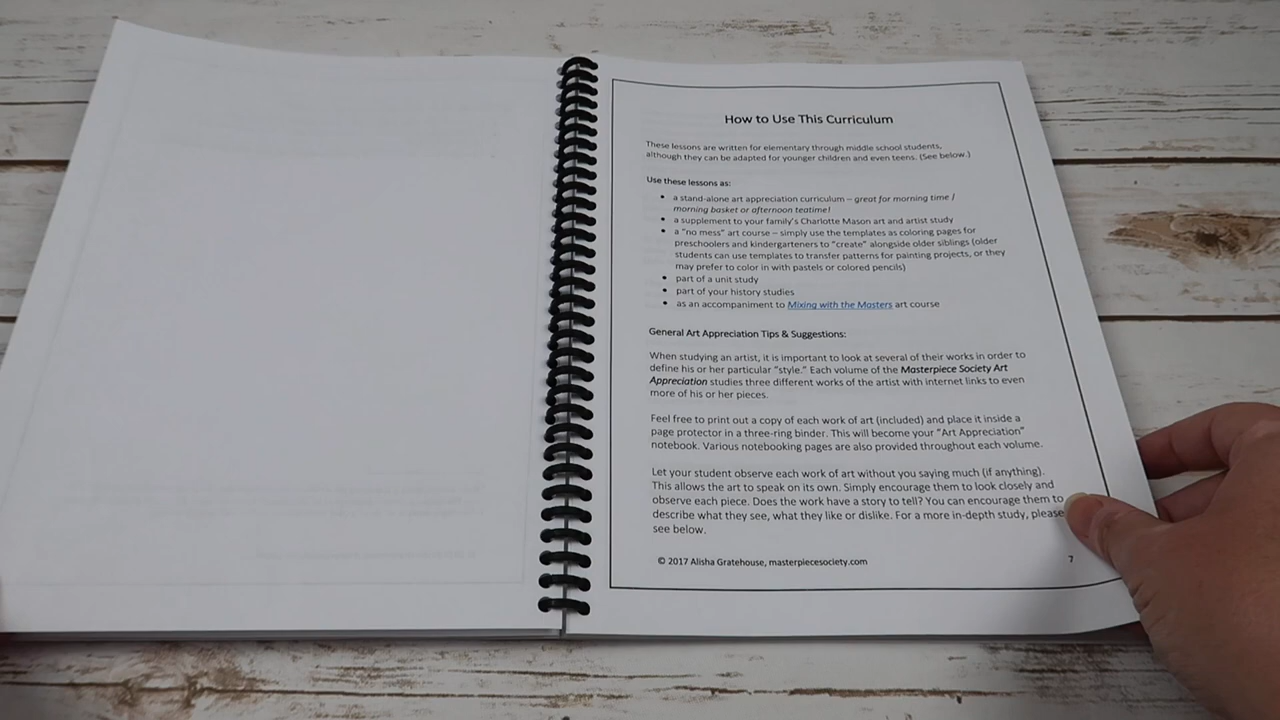 How to Use This Curriculum
These lessons are written for elementary through middle school students,
although they can be adapted for younger children and even teens. (See below.)
Use these lessons as:
• a stand-alone art appreciation curriculum – great for morning time /
morning basket or afternoon teatime!
• a supplement to your family's Charlotte Mason art and artist study
• a "no mess" art course – simply use the templates as coloring pages for
preschoolers and kindergarteners to "create" alongside older siblings (older
students can use templates to transfer patterns for painting projects, or they
may prefer to color in with pastels or colored pencils)
• part of a unit study
• part of your history studies
• as an accompaniment to Mixing with the Masters art course
General Art Appreciation Tips & Suggestions:
When studying an artist, it is important to look at several of their works in order to
define his or her particular "style." Each volume of the Masterpiece Society Art
Appreciation studies three different works of the artist with internet links to even
more of his or her pieces.
Feel free to print out a copy of each work of art (included) and place it inside a
page protector in a three-ring binder. This will become your "Art Appreciation"
notebook. Various notebooking pages are also provided throughout each volume.
Let your student observe each work of art without you saying much (if anything).
This allows the art to speak on its own. Simply encourage them to look closely and
observe each piece. Does the work have a story to tell? You can encourage them to
describe what they see, what they like or dislike. For a more in-depth study, please
see below.
© 2017 Alisha Gratehouse, masterpiecesociety.com
7